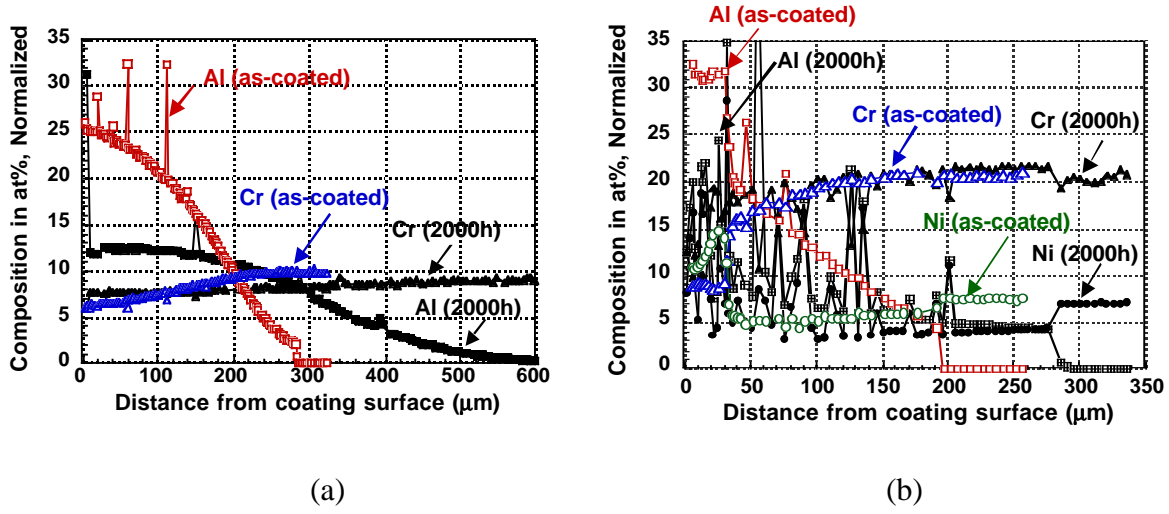 Composition in at%, Normalized
35
30
25
20
15
10
5
0
Al (as-coated)
Cr (as-coated)
Cr (2000h)
Al (2000h)
0 100 200 300 400 500 600
Distance from coating surface (μm)
(a)
Composition in at%, Normalized
35
30
25
20
15
10
5
0
Al (as-coated)
Al (2000h)
Cr (as-coated)
Cr (2000h)
Ni (as-coated)
Ni (2000h)
0 50 100 150 200 250 300 350
Distance from coating surface (μm)
(b)